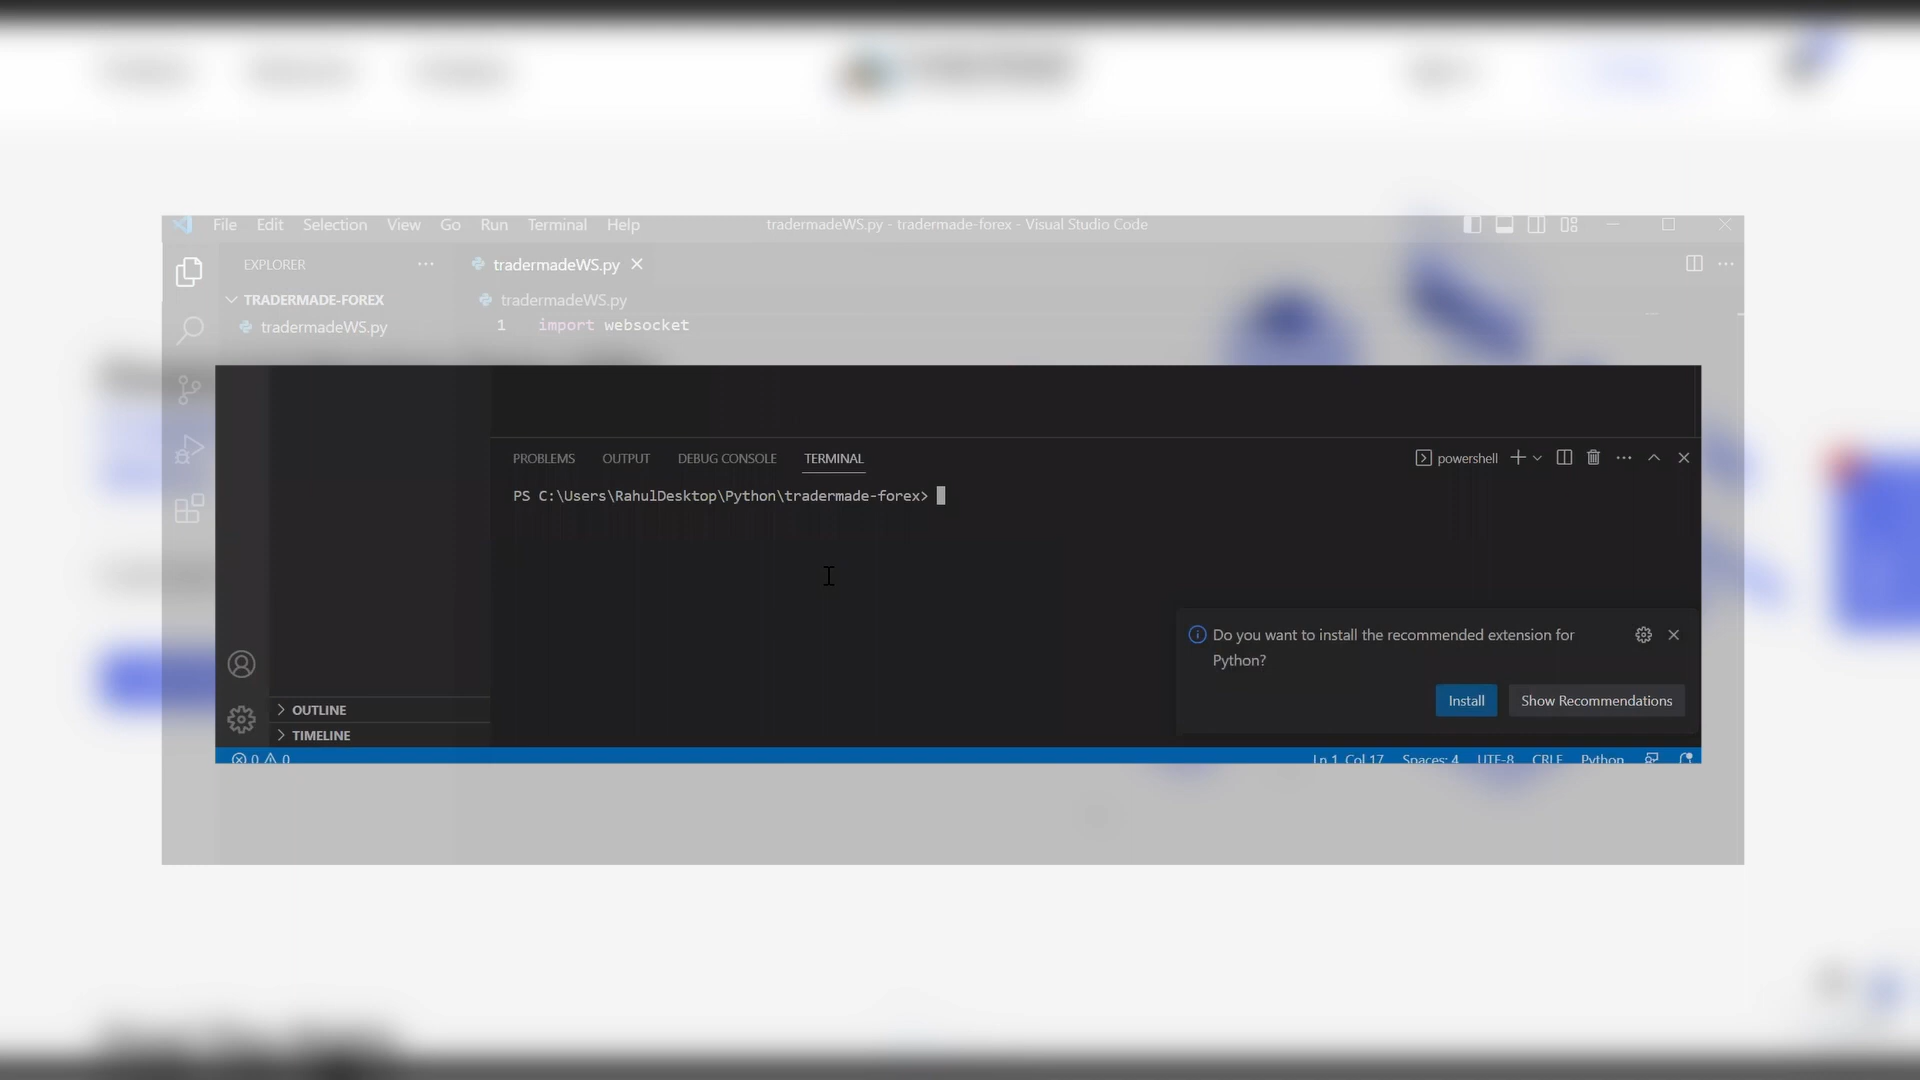 File Edit Selection View Go Run Terminal Help tradermadeWS.py - tradermade-forex - Visual Studio Code
EXPLORER
tradermadeWS.py
TRADERMADE-FOREX
tradermadeWS.py
tradermadeWS.py
1 import websocket
PROBLEMS OUTPUT DEBUG CONSOLE TERMINAL powershell
PS C:\Users\RahulDesktop\Python\tradermade-forex>
Do you want to install the recommended extension for
Python?
Install Show Recommendations
OUTLINE
TIMELINE
0 0 Ln 1, Col 17 Spaces: 4 UTF-8 CRLF Python